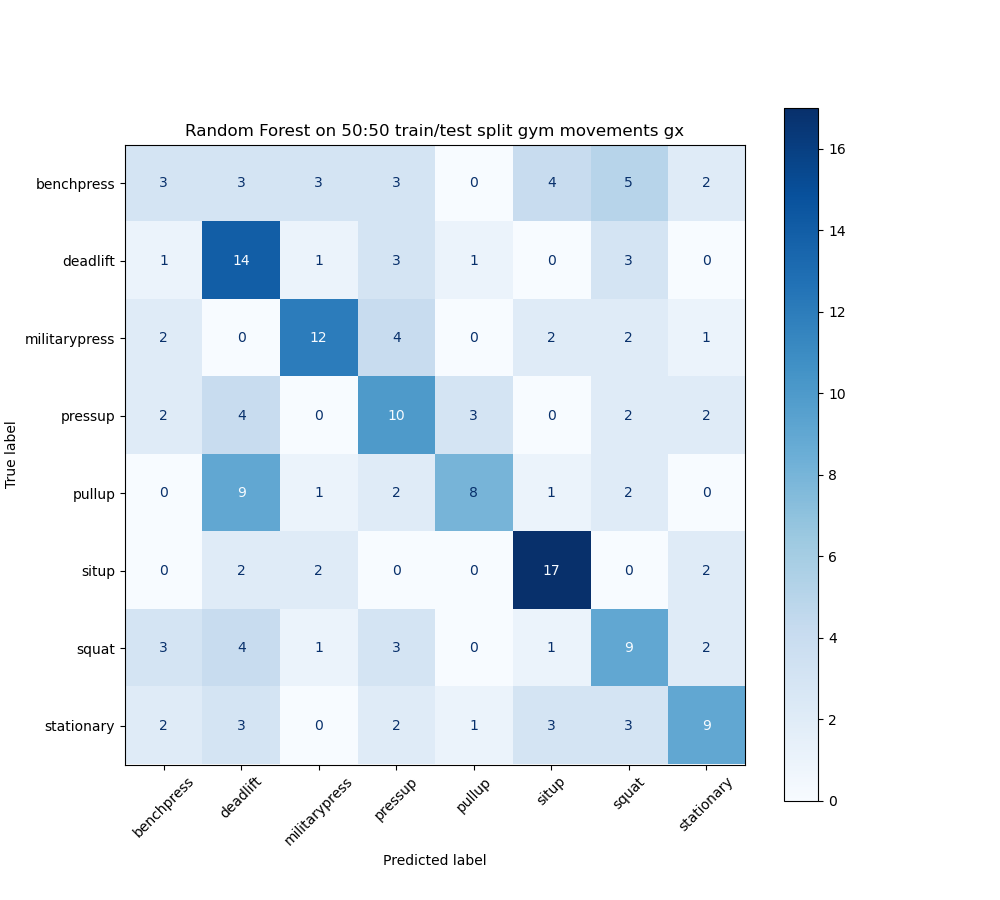 Random Forest on 50:50 train/test split gym movements gx
benchpress 3 3 3 3 0 4 5 2
deadlift 1 14 1 3 1 0 3 0
militarypress 2 0 12 4 0 2 2 1
pressup 2 4 0 10 3 0 2 2
pullup 0 9 1 2 8 1 2 0
situp 0 2 2 0 0 17 0 2
squat 3 4 1 3 0 1 9 2
stationary 2 3 0 2 1 3 3 9
True label
benchpress deadlift militarypress pressup pullup situp squat stationary
Predicted label
16
14
12
10
8
6
4
2
0